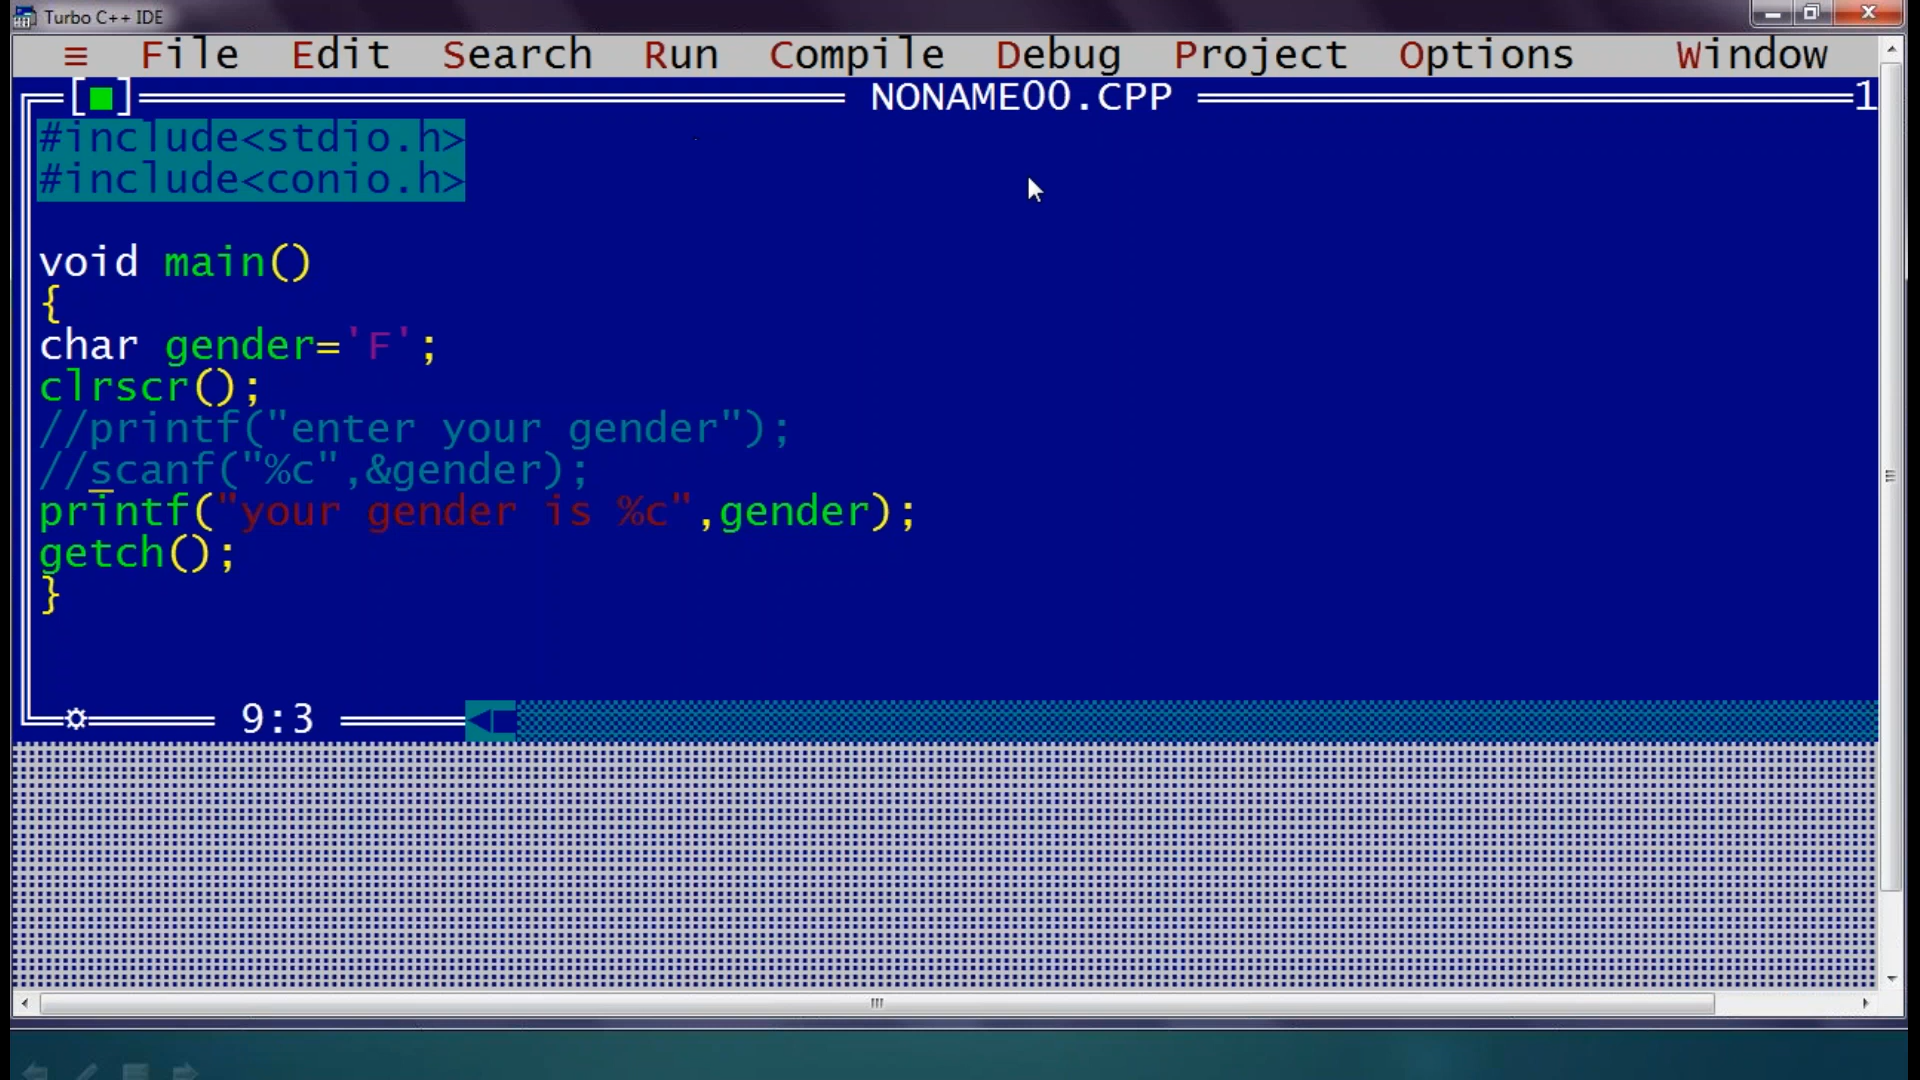 Turbo C++ IDE
≡ File Edit Search Run Compile Debug Project Options Window
[■] NONAME00.CPP 1
#include<stdio.h>
#include<conio.h>
void main()
{
char gender='F';
clrscr();
//printf("enter your gender");
//scanf("%c",&gender);
printf("your gender is %c",gender);
getch();
}
9:3